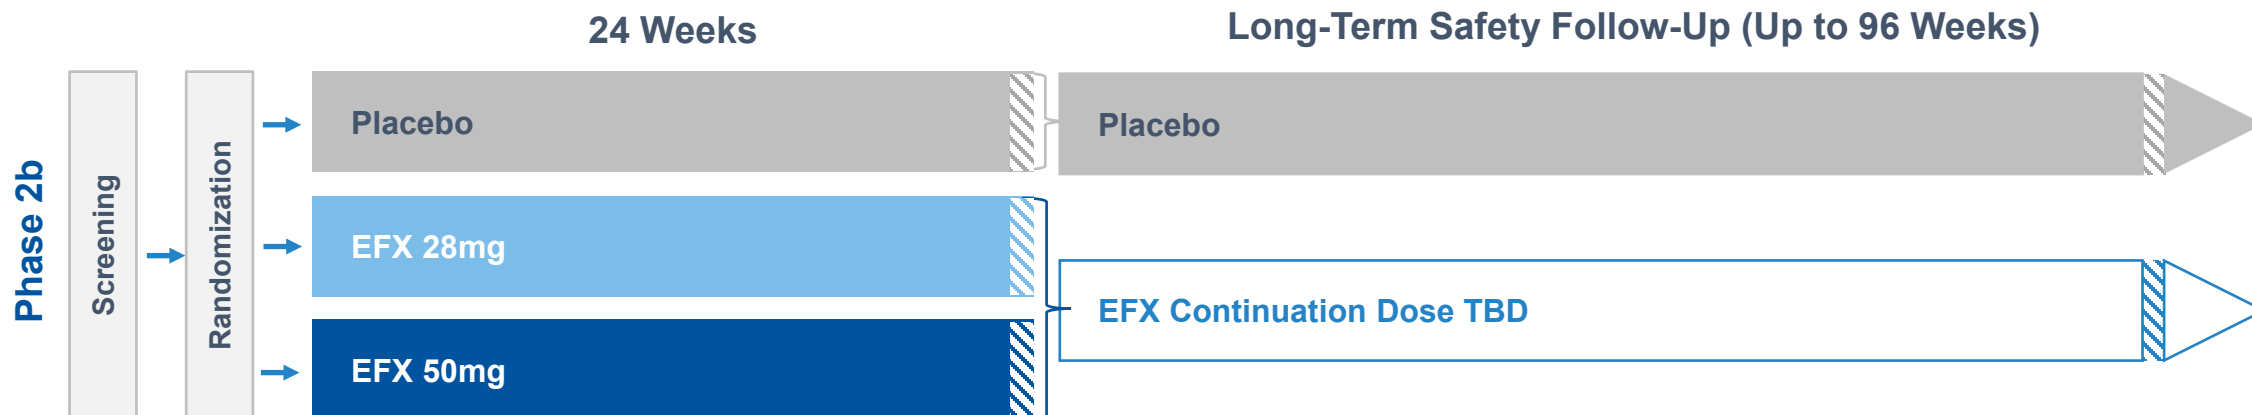 24 Weeks
Long-Term Safety Follow-Up (Up to 96 Weeks)
Phase 2b
Screening
Randomization
Placebo
Placebo
EFX 28mg
EFX Continuation Dose TBD
EFX 50mg